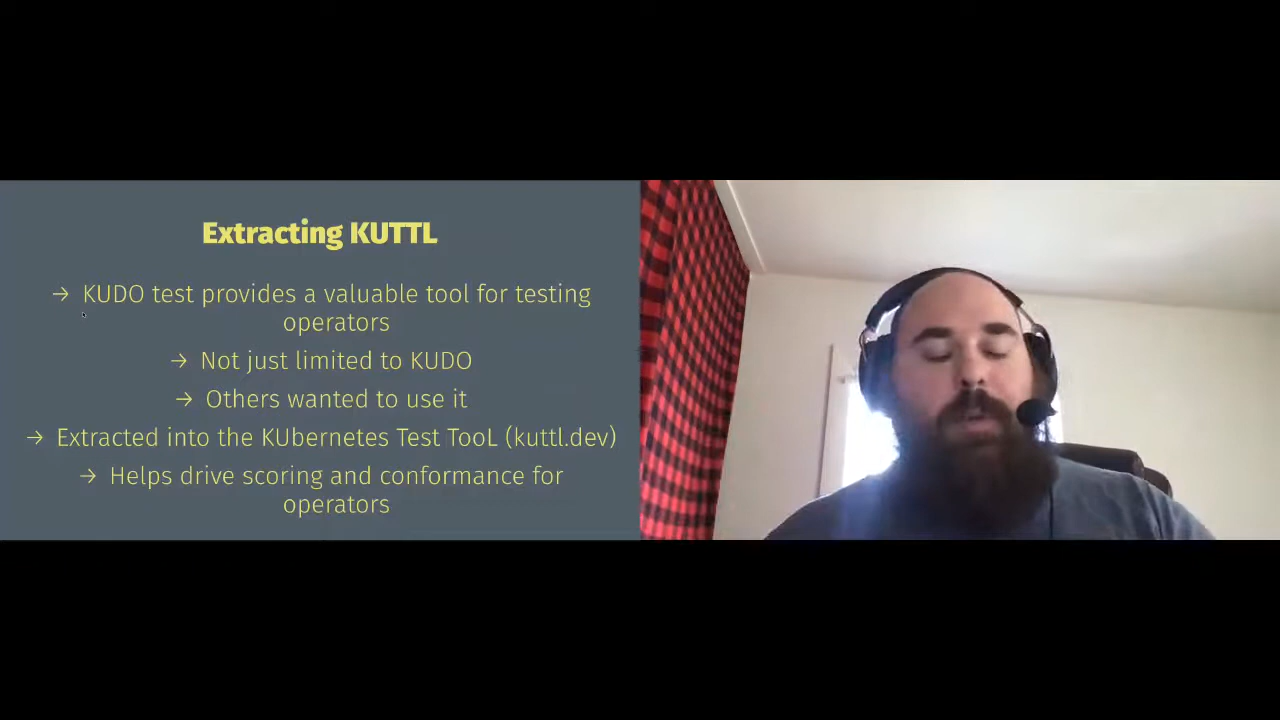 Extracting KUTTL
→ KUDO test provides a valuable tool for testing
operators
→ Not just limited to KUDO
→ Others wanted to use it
→ Extracted into the KUbernetes Test TooL (kuttl.dev)
→ Helps drive scoring and conformance for
operators